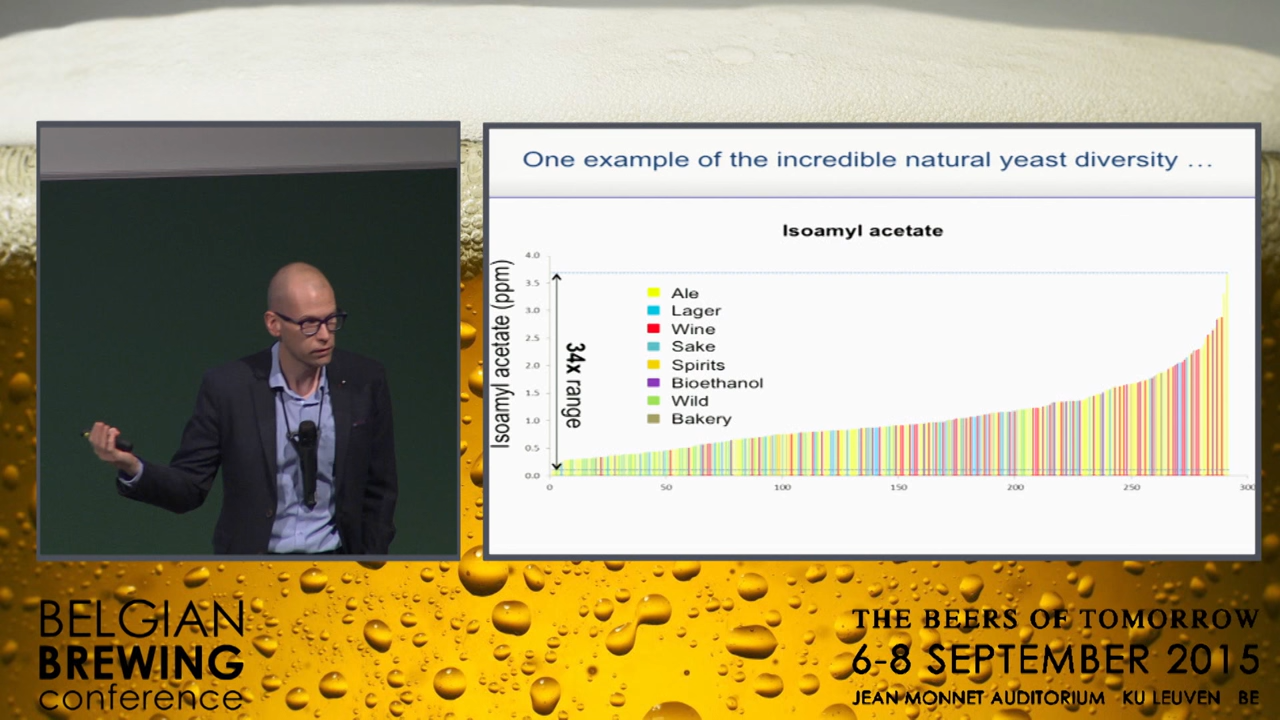 One example of the incredible natural yeast diversity ...
Isoamyl acetate
Isoamyl acetate (ppm)
4.0
3.5
3.0
2.5
2.0
1.5
1.0
0.5
0.0
34x range
Ale
Lager
Wine
Sake
Spirits
Bioethanol
Wild
Bakery
0
50
100
150
200
250
300
BELGIAN
BREWING
conference
THE BEERS OF TOMORROW
6-8 SEPTEMBER 2015
JEAN MONNET AUDITORIUM KU LEUVEN BE